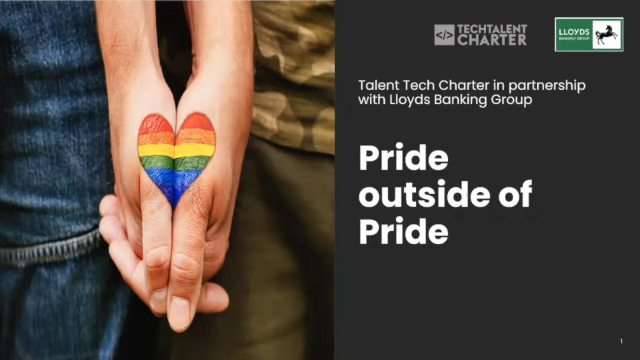 TECHTALENT
CHARTER
LLOYDS
BANKING GROUP
Talent Tech Charter in partnership
with Lloyds Banking Group
Pride
outside of
Pride
1